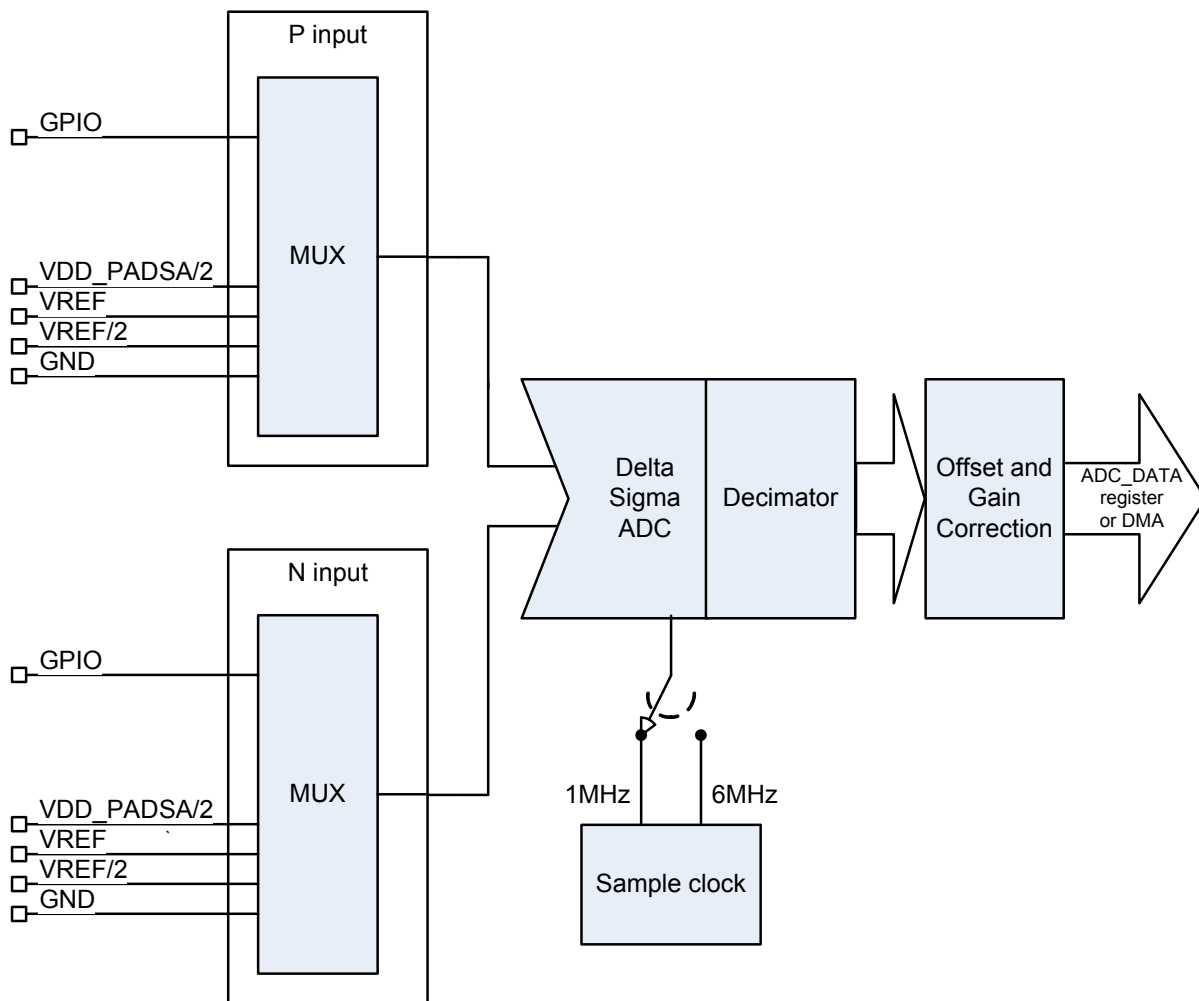 P input
GPIO
MUX
VDD_PADSA/2
VREF
VREF/2
GND
Delta
Sigma
ADC
Decimator
Offset and
Gain
Correction
ADC_DATA
register
or DMA
N input
GPIO
MUX
VDD_PADSA/2
VREF
VREF/2
GND
1MHz
6MHz
Sample clock